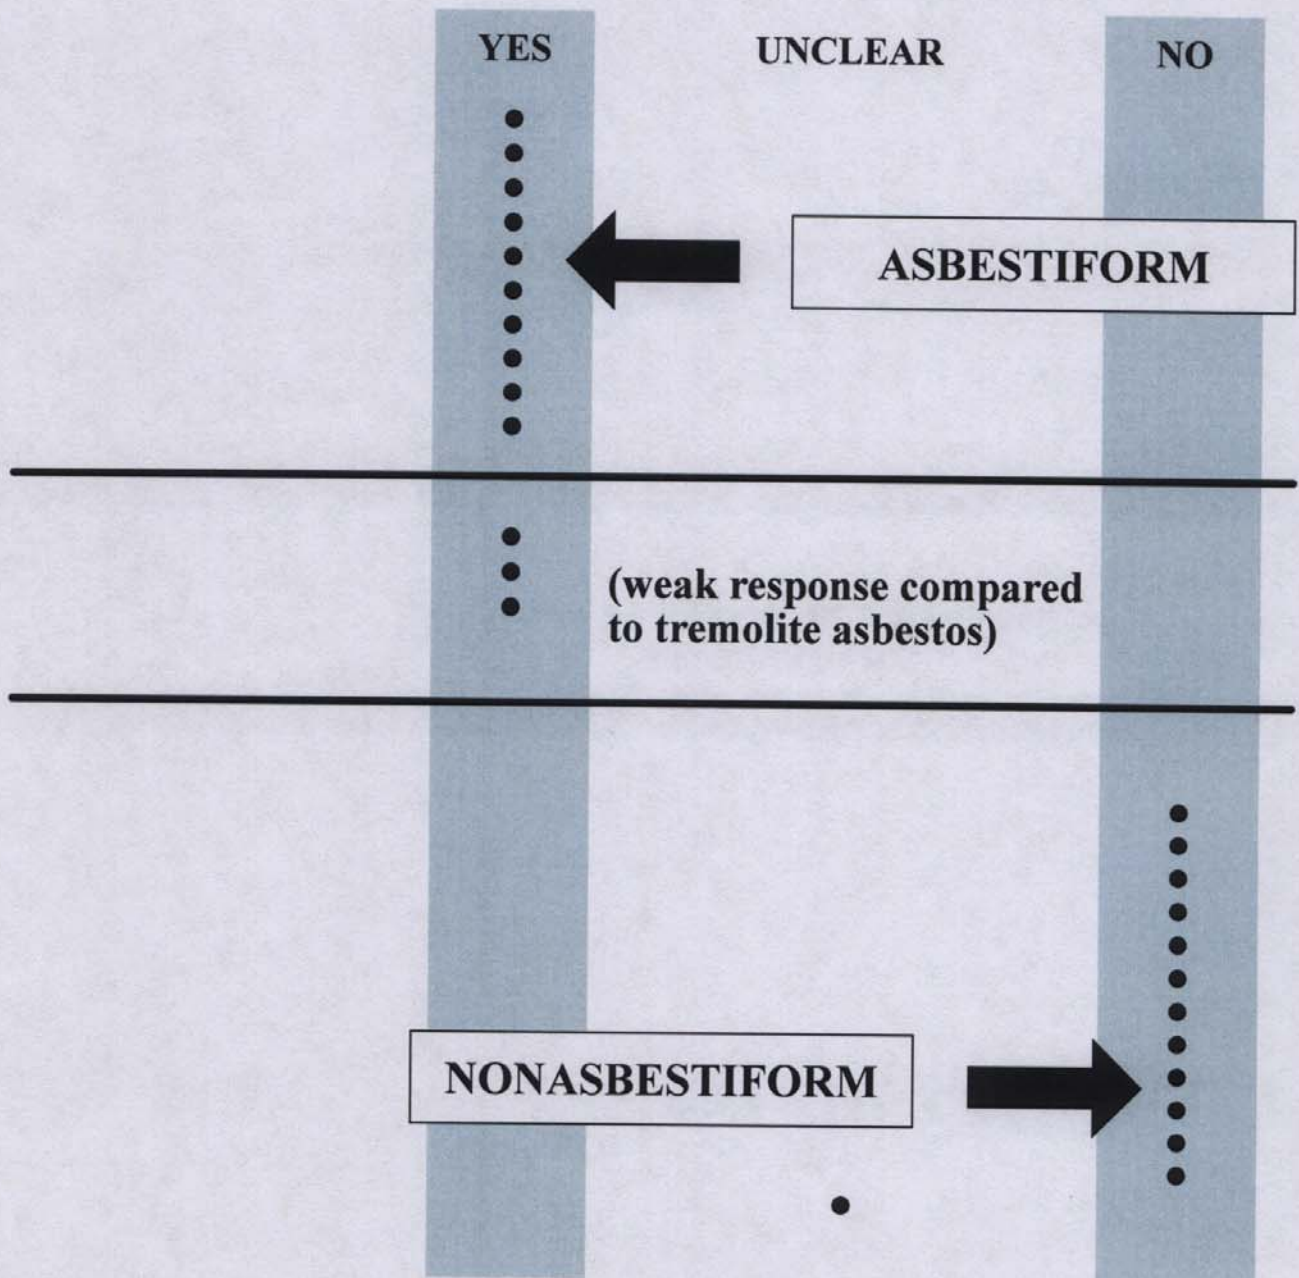 YES UNCLEAR NO
ASBESTIFORM
(weak response compared
to tremolite asbestos)
NONASBESTIFORM